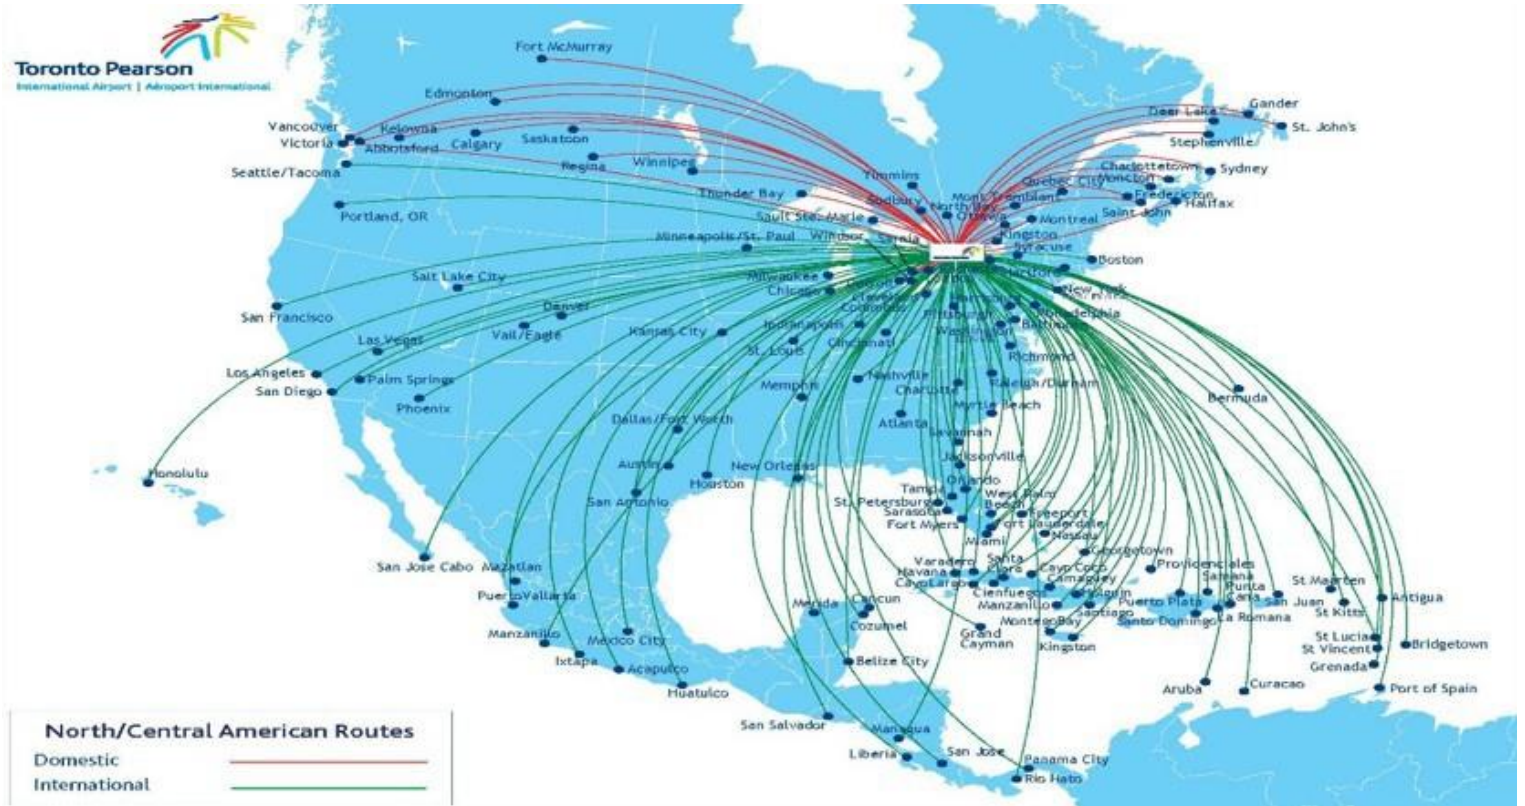 Toronto Pearson
International Airport | Aéroport International
Fort McMurray
Edmonton
Vancouver
Kelowna
Victoria
Abbotsford
Calgary
Saskatoon
Seattle/Tacoma
Regina
Winnipeg
Portland, OR
Thunder Bay
Timmins
Sudbury
North Bay
Sault Ste. Marie
Mont Tremblant
Ottawa
Quebec City
Montreal
Kingston
Syracuse
Windsor
Sarnia
Minneapolis/St. Paul
Deer Lake
Gander
St. John's
Stephenville
Charlottetown
Sydney
Moncton
Fredericton
Saint John
Halifax
Boston
New York
Philadelphia
Pittsburgh
Washington
Richmond
Milwaukee
Chicago
Columbus
Indianapolis
Cincinnati
St. Louis
Kansas City
Salt Lake City
Denver
Vail/Eagle
San Francisco
Las Vegas
Los Angeles
Palm Springs
San Diego
Phoenix
Nashville
Memphis
Charlotte
Raleigh/Durham
Myrtle Beach
Atlanta
Savannah
Jacksonville
Dallas/Fort Worth
Austin
Houston
New Orleans
San Antonio
Honolulu
Bermuda
Orlando
Tampa
St. Petersburg
Sarasota
Fort Myers
West Palm
Beach
Freeport
Fort Lauderdale
Miami
Nassau
Georgetown
San Jose Cabo
Mazatlan
PuertoVallarta
Manzanillo
Mexico City
Ixtapa
Acapulco
Huatulco
Merida
Cancun
Cozumel
Belize City
Varadero
Havana
CayoLargo
Santa
Clara
Cienfuegos
Cayo Coco
Camaguey
Holguin
Manzanillo
Santiago
MontegoBay
Kingston
Grand
Cayman
Providenciales
Samana
Punta
Cana
Puerto Plata
Santo Domingo
La Romana
San Juan
St Maarten
St Kitts
Antigua
St Lucia
St Vincent
Bridgetown
Grenada
Port of Spain
Aruba
Curacao
San Salvador
Managua
Liberia
San Jose
Panama City
Rio Hato
North/Central American Routes
Domestic
International